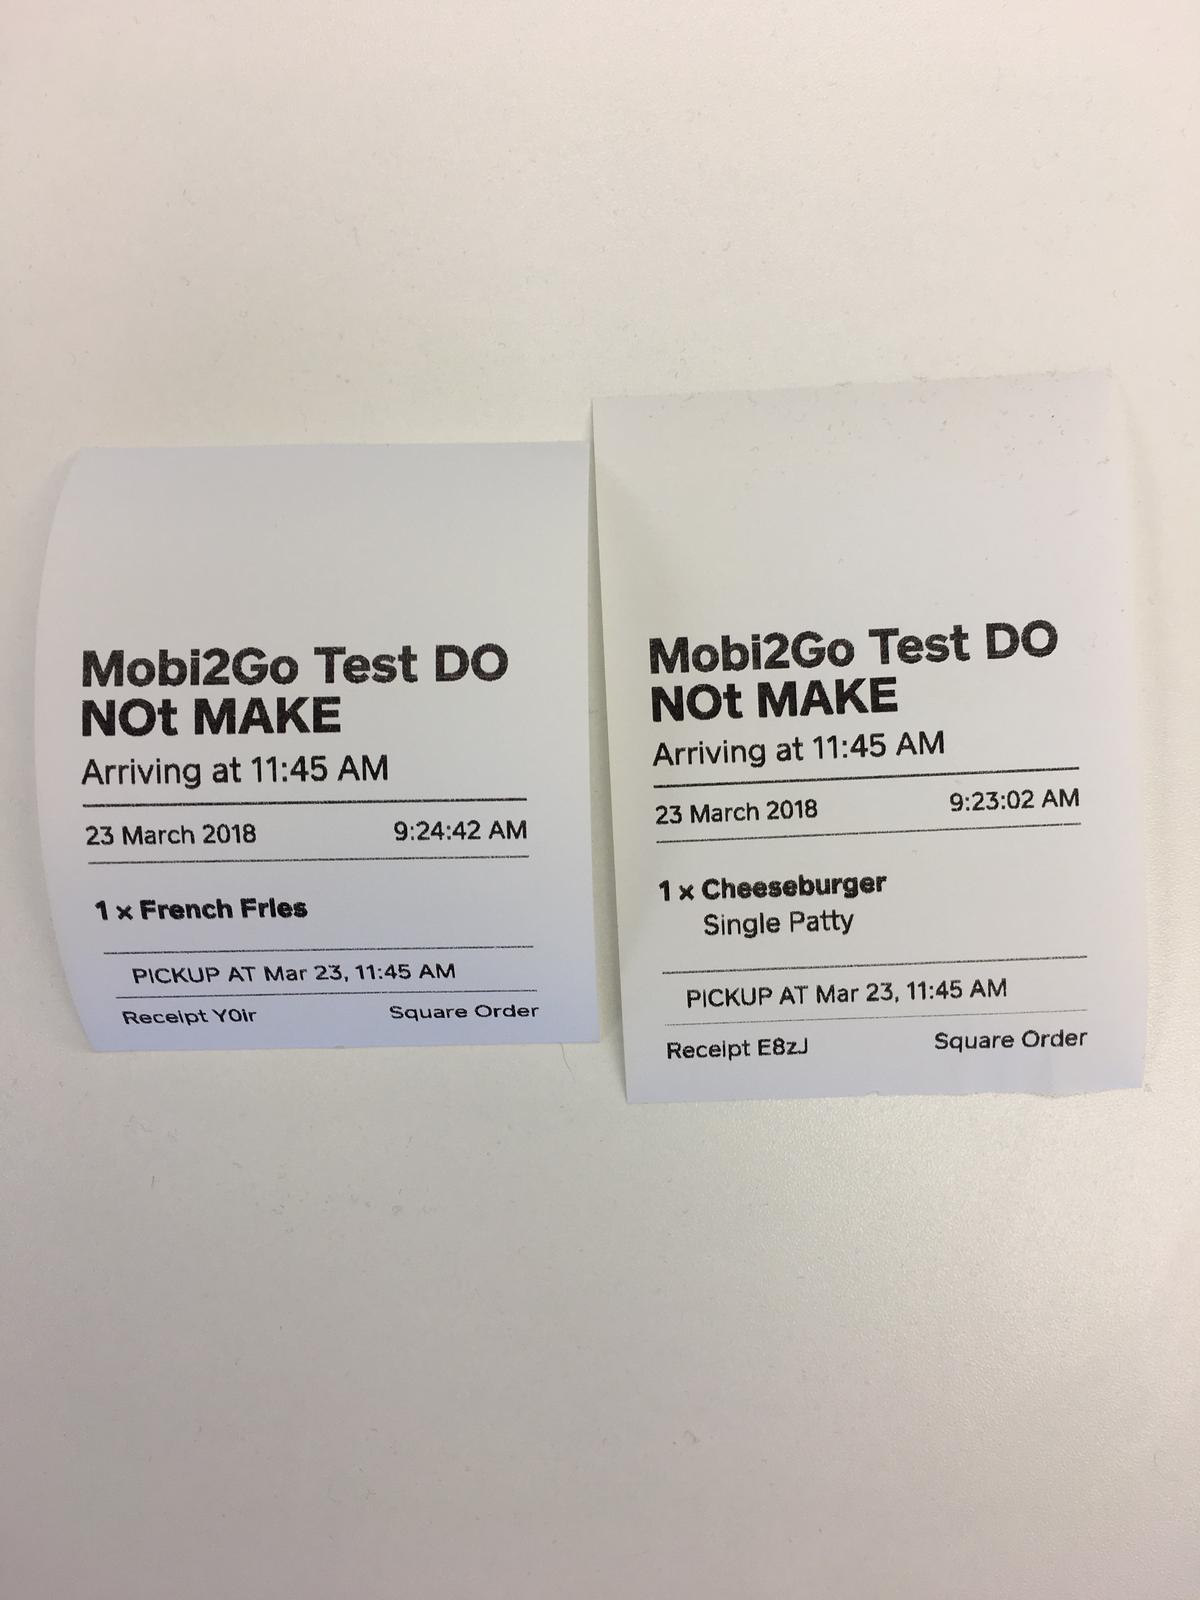 Mobi2Go Test DO
NOt MAKE
Arriving at 11:45 AM
23 March 2018 9:24:42 AM
1 x French Fries
PICKUP AT Mar 23, 11:45 AM
Receipt Y0ir Square Order
Mobi2Go Test DO
NOt MAKE
Arriving at 11:45 AM
23 March 2018 9:23:02 AM
1 x Cheeseburger
Single Patty
PICKUP AT Mar 23, 11:45 AM
Receipt E8zJ Square Order